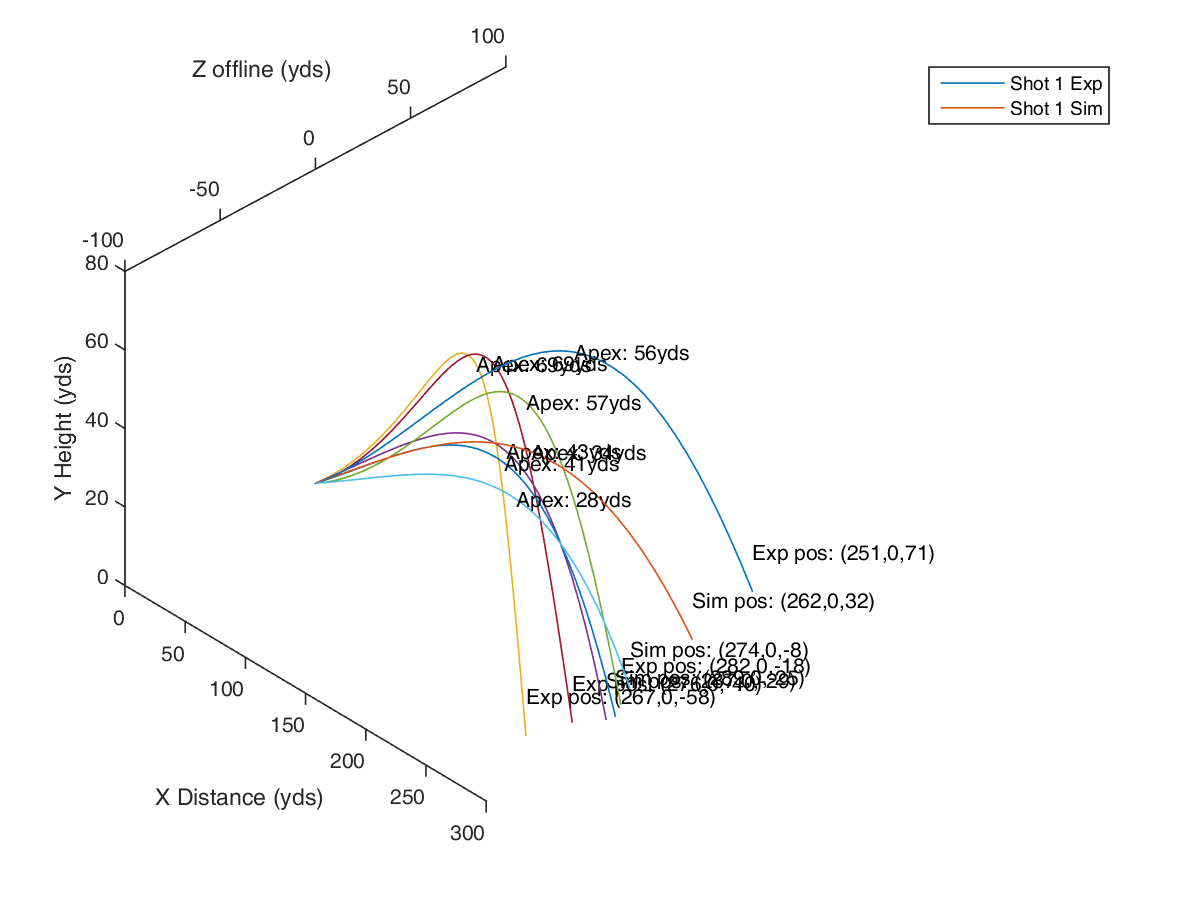 100
Z offline (yds)
50
0
-50
-100
Shot 1 Exp
Shot 1 Sim
80
60
40
20
0
Y Height (yds)
Apex: 56yds
Apex: 69yds
Apex: 57yds
Apex: 41yds
Apex: 28yds
Exp pos: (251,0,71)
Sim pos: (262,0,32)
Sim pos: (274,0,-8)
Exp pos: (282,0,-18)
Exp pos: (267,0,-58)
0
50
100
150
200
250
300
X Distance (yds)